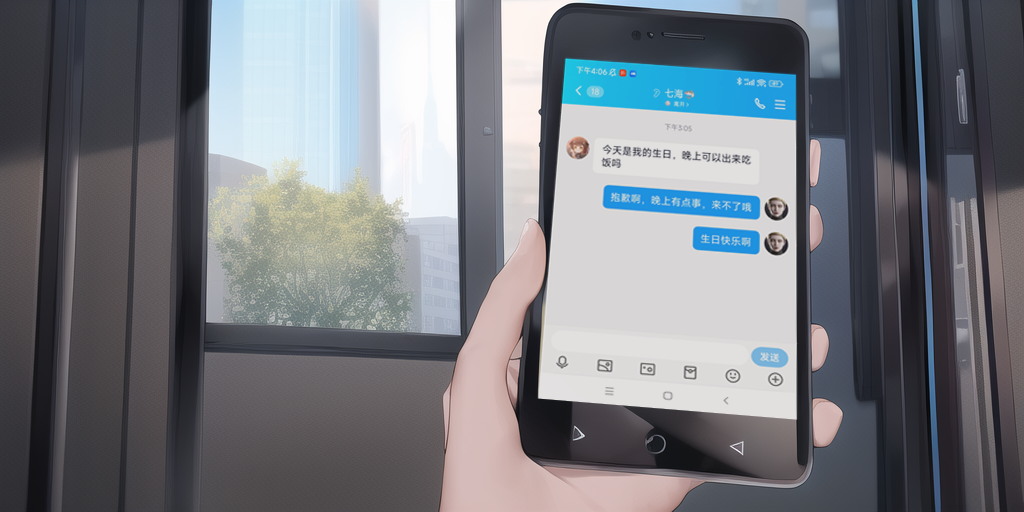 下午4:06
18
七海
离开
下午3:05
今天是我的生日，晚上可以出来吃
饭吗
抱歉啊，晚上有点事，来不了哦
生日快乐啊
发送